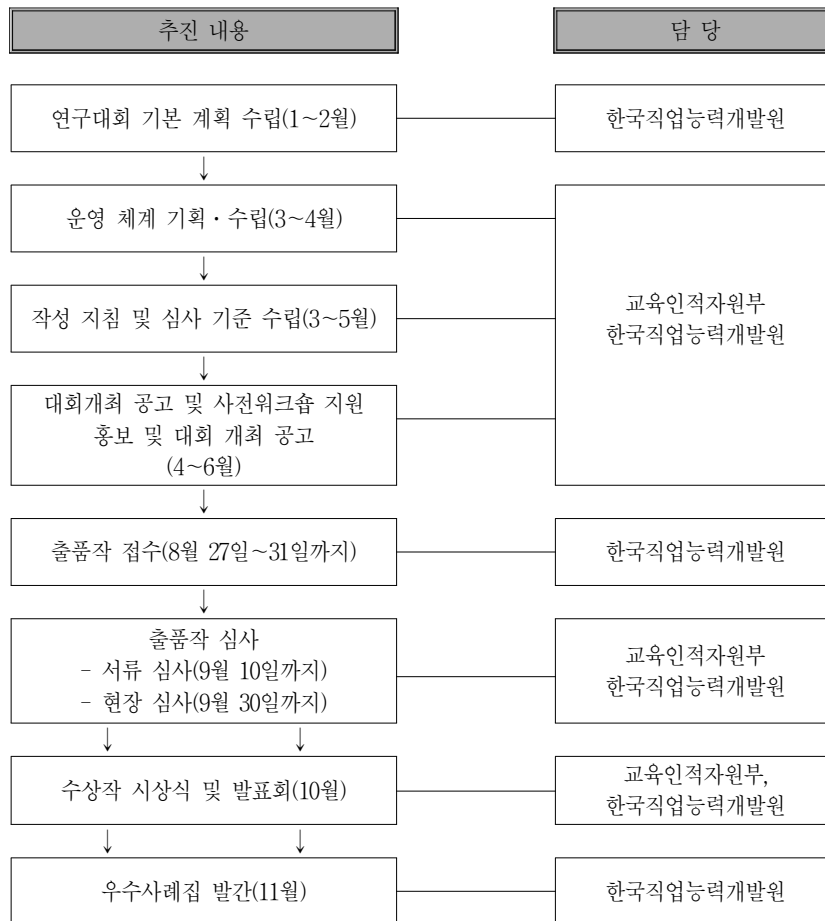 추진 내용
담 당
연구대회 기본 계획 수립(1~2월)
한국직업능력개발원
운영 체계 기획・수립(3~4월)
작성 지침 및 심사 기준 수립(3~5월)
대회개최 공고 및 사전워크숍 지원
홍보 및 대회 개최 공고
(4~6월)
교육인적자원부
한국직업능력개발원
출품작 접수(8월 27일~31일까지)
한국직업능력개발원
출품작 심사
- 서류 심사(9월 10일까지)
- 현장 심사(9월 30일까지)
교육인적자원부
한국직업능력개발원
수상작 시상식 및 발표회(10월)
교육인적자원부,
한국직업능력개발원
우수사례집 발간(11월)
한국직업능력개발원